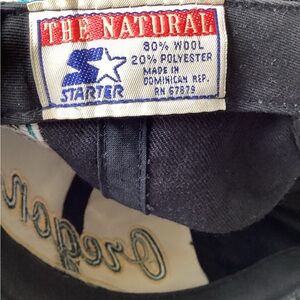 THE NATURAL
STARTER
80% WOOL
20% POLYESTER
MADE IN
DOMINICAN REP.
RN 67879
Oregon